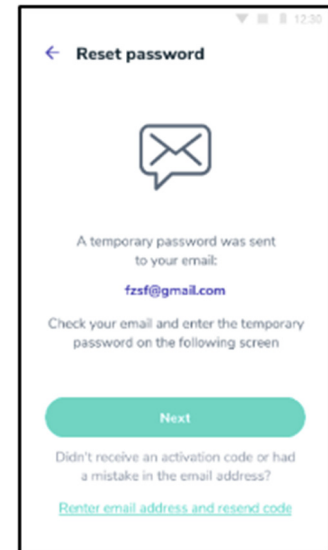 12:30
Reset password
A temporary password was sent
to your email:
fzsf@gmail.com
Check your email and enter the temporary
password on the following screen
Next
Didn't receive an activation code or had
a mistake in the email address?
Renter email address and resend code